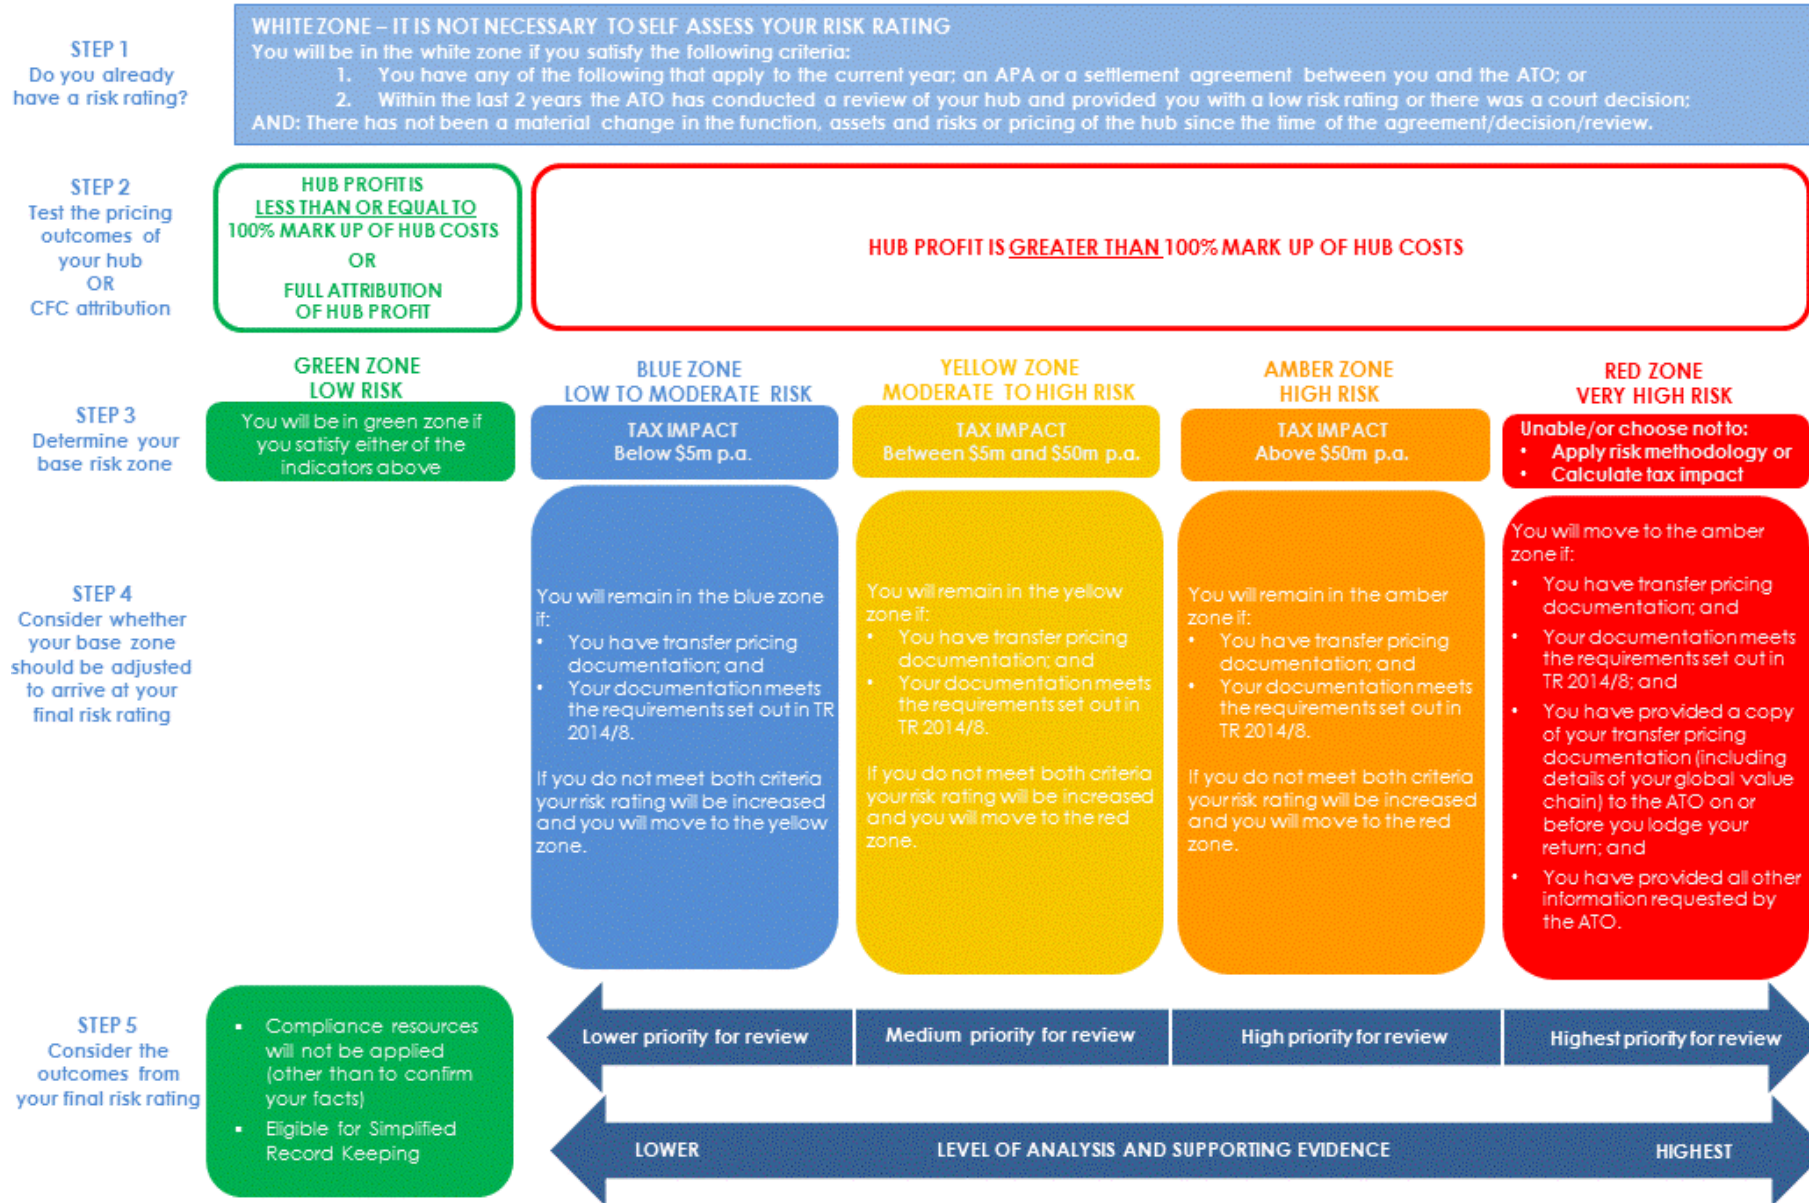 STEP 1
Do you already
have a risk rating?
WHITE ZONE – IT IS NOT NECESSARY TO SELF ASSESS YOUR RISK RATING
You will be in the white zone if you satisfy the following criteria:
1. You have any of the following that apply to the current year; an APA or a settlement agreement between you and the ATO; or
2. Within the last 2 years the ATO has conducted a review of your hub and provided you with a low risk rating or there was a court decision;
AND: There has not been a material change in the function, assets and risks or pricing of the hub since the time of the agreement/decision/review.
STEP 2
Test the pricing
outcomes of
your hub
OR
CFC attribution
HUB PROFIT IS
LESS THAN OR EQUAL TO
100% MARK UP OF HUB COSTS
OR
FULL ATTRIBUTION
OF HUB PROFIT
HUB PROFIT IS GREATER THAN 100% MARK UP OF HUB COSTS
STEP 3
Determine your
base risk zone
GREEN ZONE
LOW RISK
You will be in green zone if
you satisfy either of the
indicators above
BLUE ZONE
LOW TO MODERATE RISK
TAX IMPACT
Below $5m p.a.
YELLOW ZONE
MODERATE TO HIGH RISK
TAX IMPACT
Between $5m and $50m p.a.
AMBER ZONE
HIGH RISK
TAX IMPACT
Above $50m p.a.
RED ZONE
VERY HIGH RISK
Unable/or choose not to:
• Apply risk methodology or
• Calculate tax impact
STEP 4
Consider whether
your base zone
should be adjusted
to arrive at your
final risk rating
You will remain in the blue zone
if:
• You have transfer pricing
documentation; and
• Your documentation meets
the requirements set out in TR
2014/8.
If you do not meet both criteria
your risk rating will be increased
and you will move to the yellow
zone.
You will remain in the yellow
zone if:
• You have transfer pricing
documentation; and
• Your documentation meets
the requirements set out in
TR 2014/8.
If you do not meet both criteria
your risk rating will be increased
and you will move to the red
zone.
You will remain in the amber
zone if:
• You have transfer pricing
documentation; and
• Your documentation meets
the requirements set out in
TR 2014/8.
If you do not meet both criteria
your risk rating will be increased
and you will move to the red
zone.
You will move to the amber
zone if:
• You have transfer pricing
documentation; and
• Your documentation meets
the requirements set out in
TR 2014/8; and
• You have provided a copy
of your transfer pricing
documentation (including
details of your global value
chain) to the ATO on or
before you lodge your
return; and
• You have provided all other
information requested by
the ATO.
STEP 5
Consider the
outcomes from
your final risk rating
▪ Compliance resources
will not be applied
(other than to confirm
your facts)
▪ Eligible for Simplified
Record Keeping
Lower priority for review
Medium priority for review
High priority for review
Highest priority for review
LOWER
LEVEL OF ANALYSIS AND SUPPORTING EVIDENCE
HIGHEST